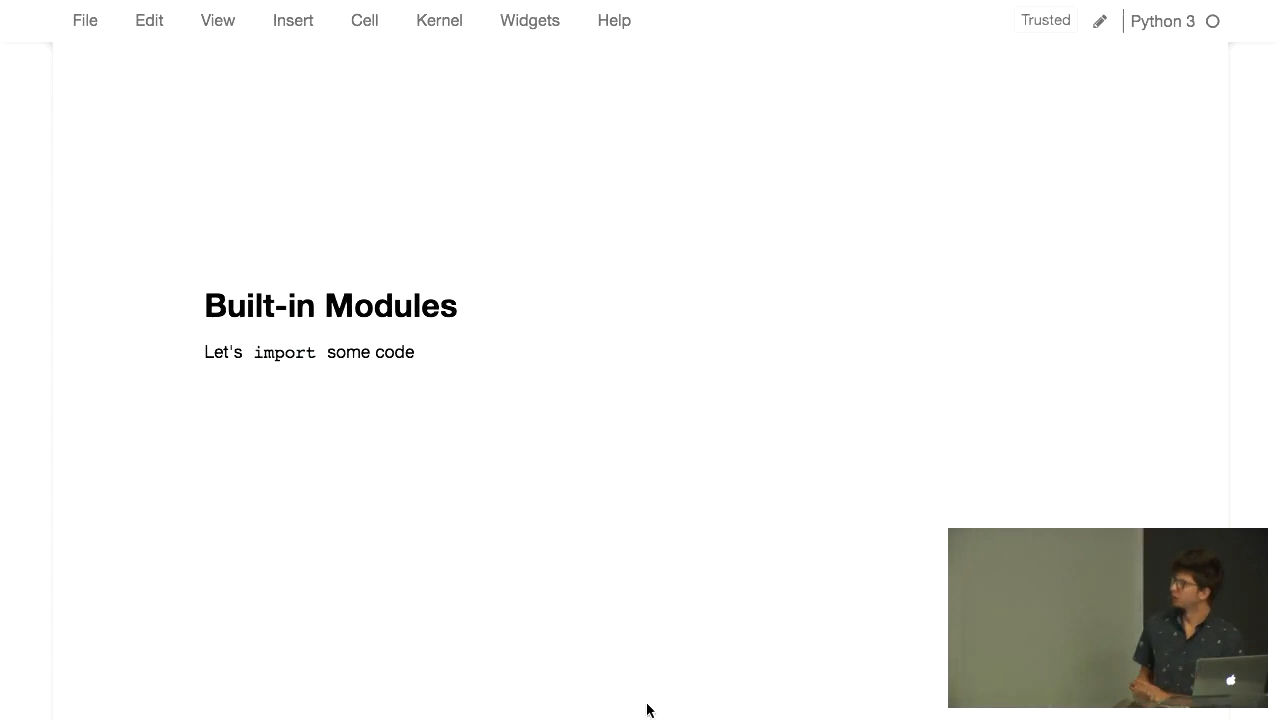 File Edit View Insert Cell Kernel Widgets Help Trusted Python 3
Built-in Modules
Let's import some code